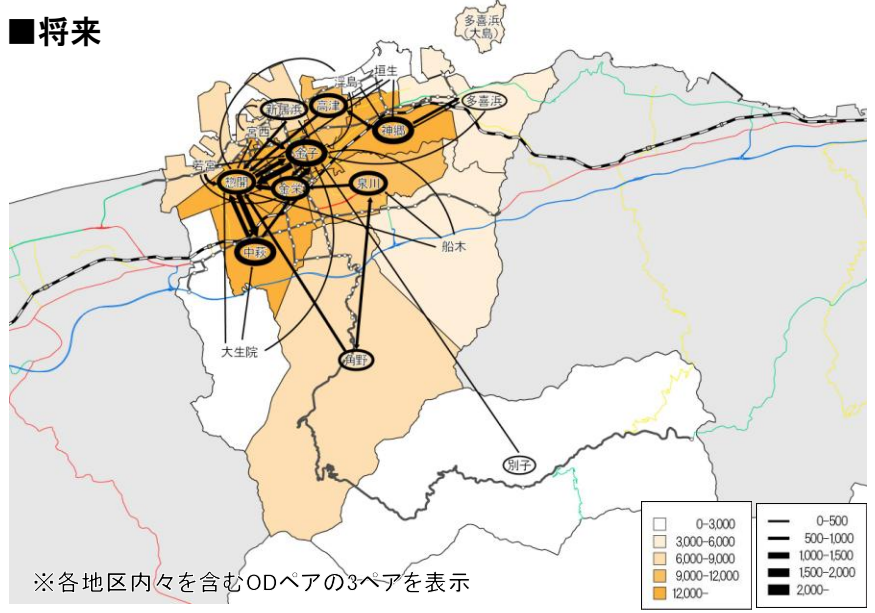 ■将来
多喜浜
(大島)
浮島
垣生
新居浜
高津
多喜浜
宮西
神郷
金子
若宮
惣開
金栄
泉川
船木
中萩
大生院
角野
別子
0-3,000
3,000-6,000
6,000-9,000
9,000-12,000
12,000-
0-500
500-1,000
1,000-1,500
1,500-2,000
2,000-
※各地区内々を含むODペアの3ペアを表示